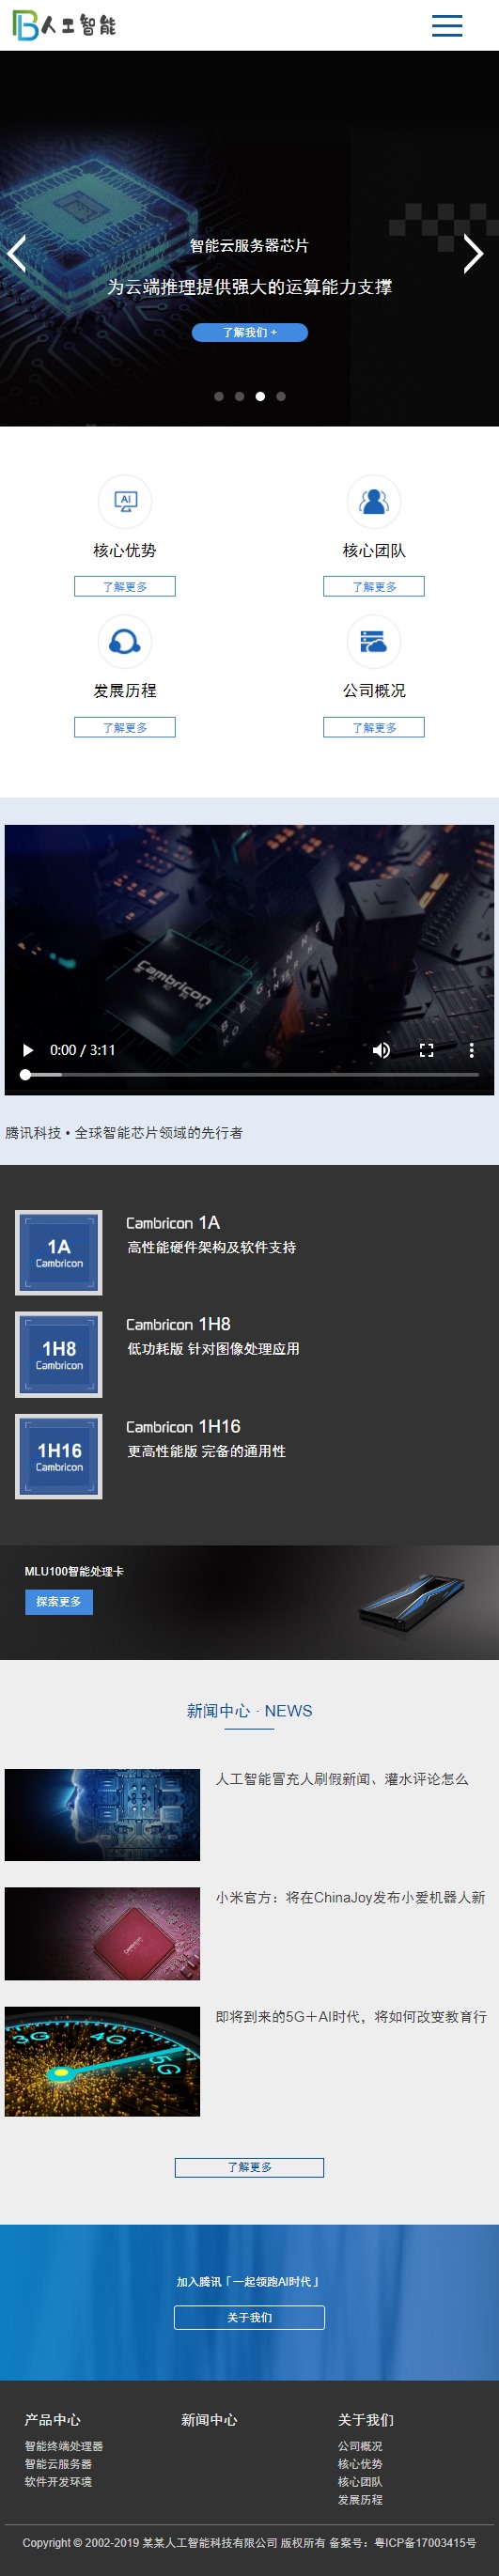 人工智能
智能云服务器芯片
为云端推理提供强大的运算能力支撑
了解我们 +
AI
核心优势
核心团队
了解更多
了解更多
发展历程
公司概况
了解更多
了解更多
Cambricon
0:00 / 3:11
腾讯科技 • 全球智能芯片领域的先行者
1A
Cambricon
Cambricon 1A
高性能硬件架构及软件支持
1H8
Cambricon
Cambricon 1H8
低功耗版 针对图像处理应用
1H16
Cambricon
Cambricon 1H16
更高性能版 完备的通用性
MLU100智能处理卡
探索更多
新闻中心 · NEWS
人工智能冒充人刷假新闻、灌水评论怎么
小米官方：将在ChinaJoy发布小爱机器人新
3G 4G 5G
即将到来的5G＋AI时代，将如何改变教育行
了解更多
加入腾讯「一起领跑AI时代」
关于我们
产品中心
新闻中心
关于我们
智能终端处理器
智能云服务器
软件开发环境
公司概况
核心优势
核心团队
发展历程
Copyright © 2002-2019 某某人工智能科技有限公司 版权所有 备案号：粤ICP备17003415号